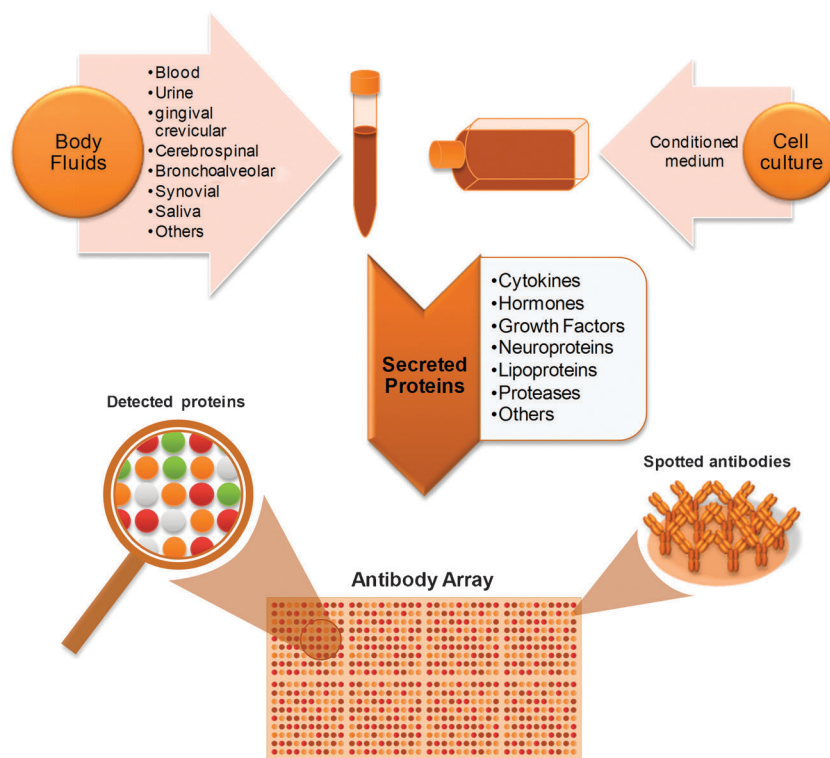 Body
Fluids
•Blood
•Urine
•gingival
crevicular
•Cerebrospinal
•Bronchoalveolar
•Synovial
•Saliva
•Others
Conditioned
medium
Cell
culture
Secreted
Proteins
•Cytokines
•Hormones
•Growth Factors
•Neuroproteins
•Lipoproteins
•Proteases
•Others
Detected proteins
Spotted antibodies
Antibody Array